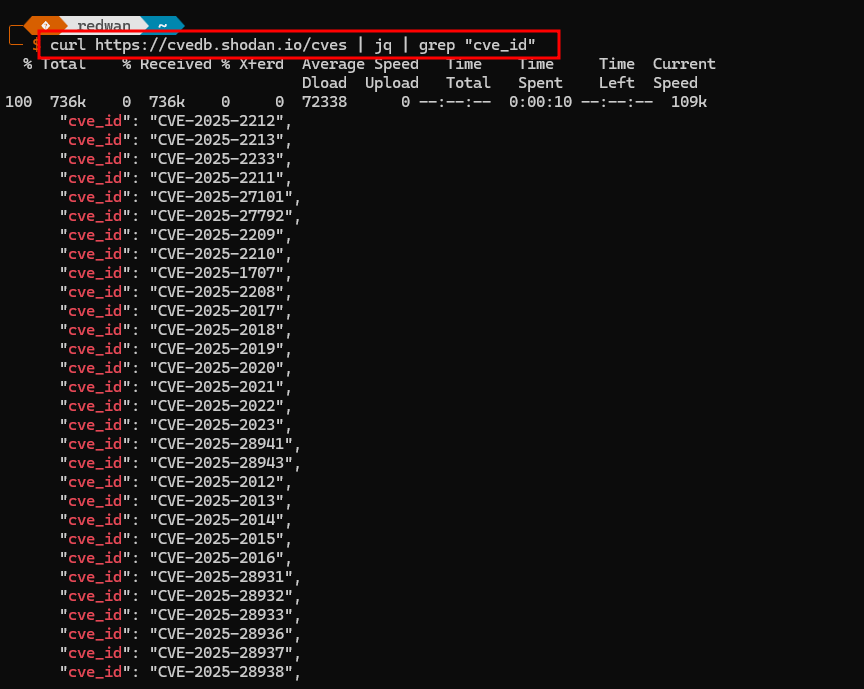 redwan ~
$ curl https://cvedb.shodan.io/cves | jq | grep "cve_id"
% Total % Received % Xferd Average Speed Time Time Time Current
Dload Upload Total Spent Left Speed
100 736k 0 736k 0 0 72338 0 --:--:-- 0:00:10 --:--:-- 109k
"cve_id": "CVE-2025-2212",
"cve_id": "CVE-2025-2213",
"cve_id": "CVE-2025-2233",
"cve_id": "CVE-2025-2211",
"cve_id": "CVE-2025-27101",
"cve_id": "CVE-2025-27792",
"cve_id": "CVE-2025-2209",
"cve_id": "CVE-2025-2210",
"cve_id": "CVE-2025-1707",
"cve_id": "CVE-2025-2208",
"cve_id": "CVE-2025-2017",
"cve_id": "CVE-2025-2018",
"cve_id": "CVE-2025-2019",
"cve_id": "CVE-2025-2020",
"cve_id": "CVE-2025-2021",
"cve_id": "CVE-2025-2022",
"cve_id": "CVE-2025-2023",
"cve_id": "CVE-2025-28941",
"cve_id": "CVE-2025-28943",
"cve_id": "CVE-2025-2012",
"cve_id": "CVE-2025-2013",
"cve_id": "CVE-2025-2014",
"cve_id": "CVE-2025-2015",
"cve_id": "CVE-2025-2016",
"cve_id": "CVE-2025-28931",
"cve_id": "CVE-2025-28932",
"cve_id": "CVE-2025-28933",
"cve_id": "CVE-2025-28936",
"cve_id": "CVE-2025-28937",
"cve_id": "CVE-2025-28938",